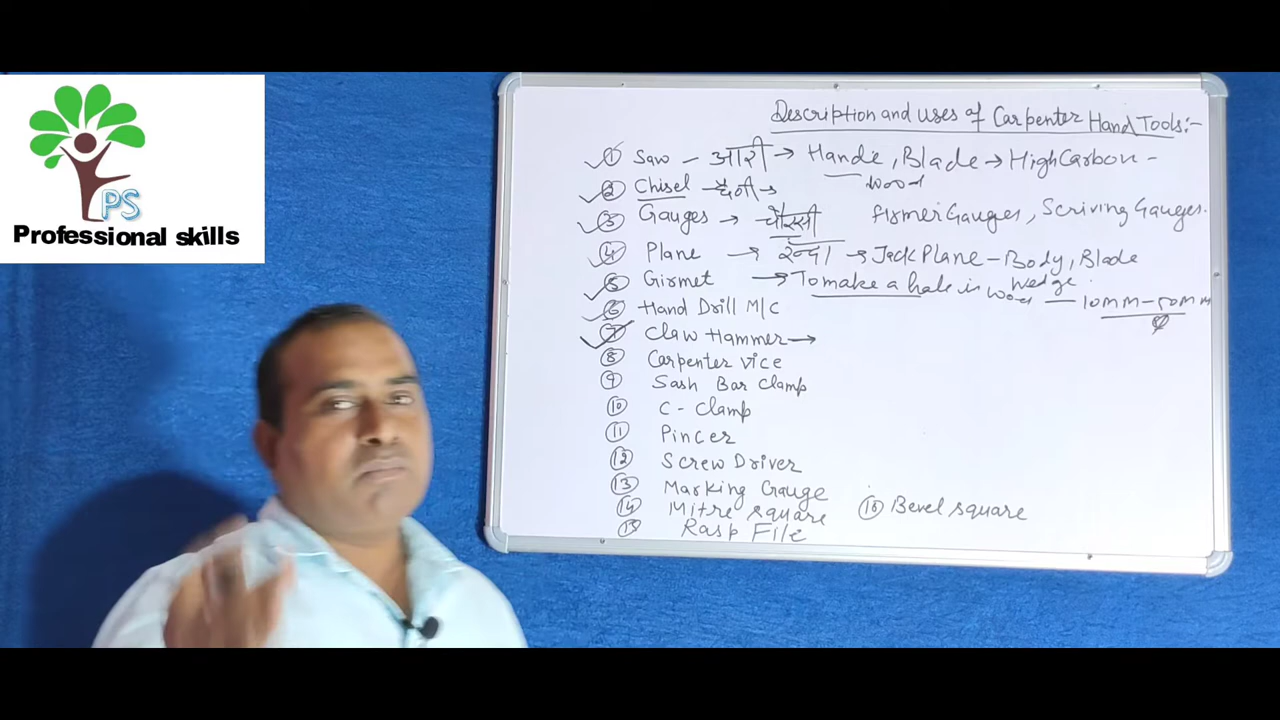 PS
Professional skills
Description and uses of Carpenter Hand Tools:-
① Saw - आरी → Handle, Blade → High Carbon -
② Chisel → छैनी → wood
③ Gauges → चौरसी firmer Gauges, Scriving Gauges.
④ Plane → रन्दा → Jack Plane - Body, Blade
⑤ Girmet → To make a hole in wood wedge. — 10MM-50MM
⑥ Hand Drill M/C
⑦ Claw Hammer →
⑧ Carpenter vice
⑨ Sash Bar Clamp
⑩ C - Clamp
⑪ Pincer
⑫ Screw Driver
⑬ Marking Gauge
⑭ Mitre square ⑯ Bevel square
⑮ Rasp File